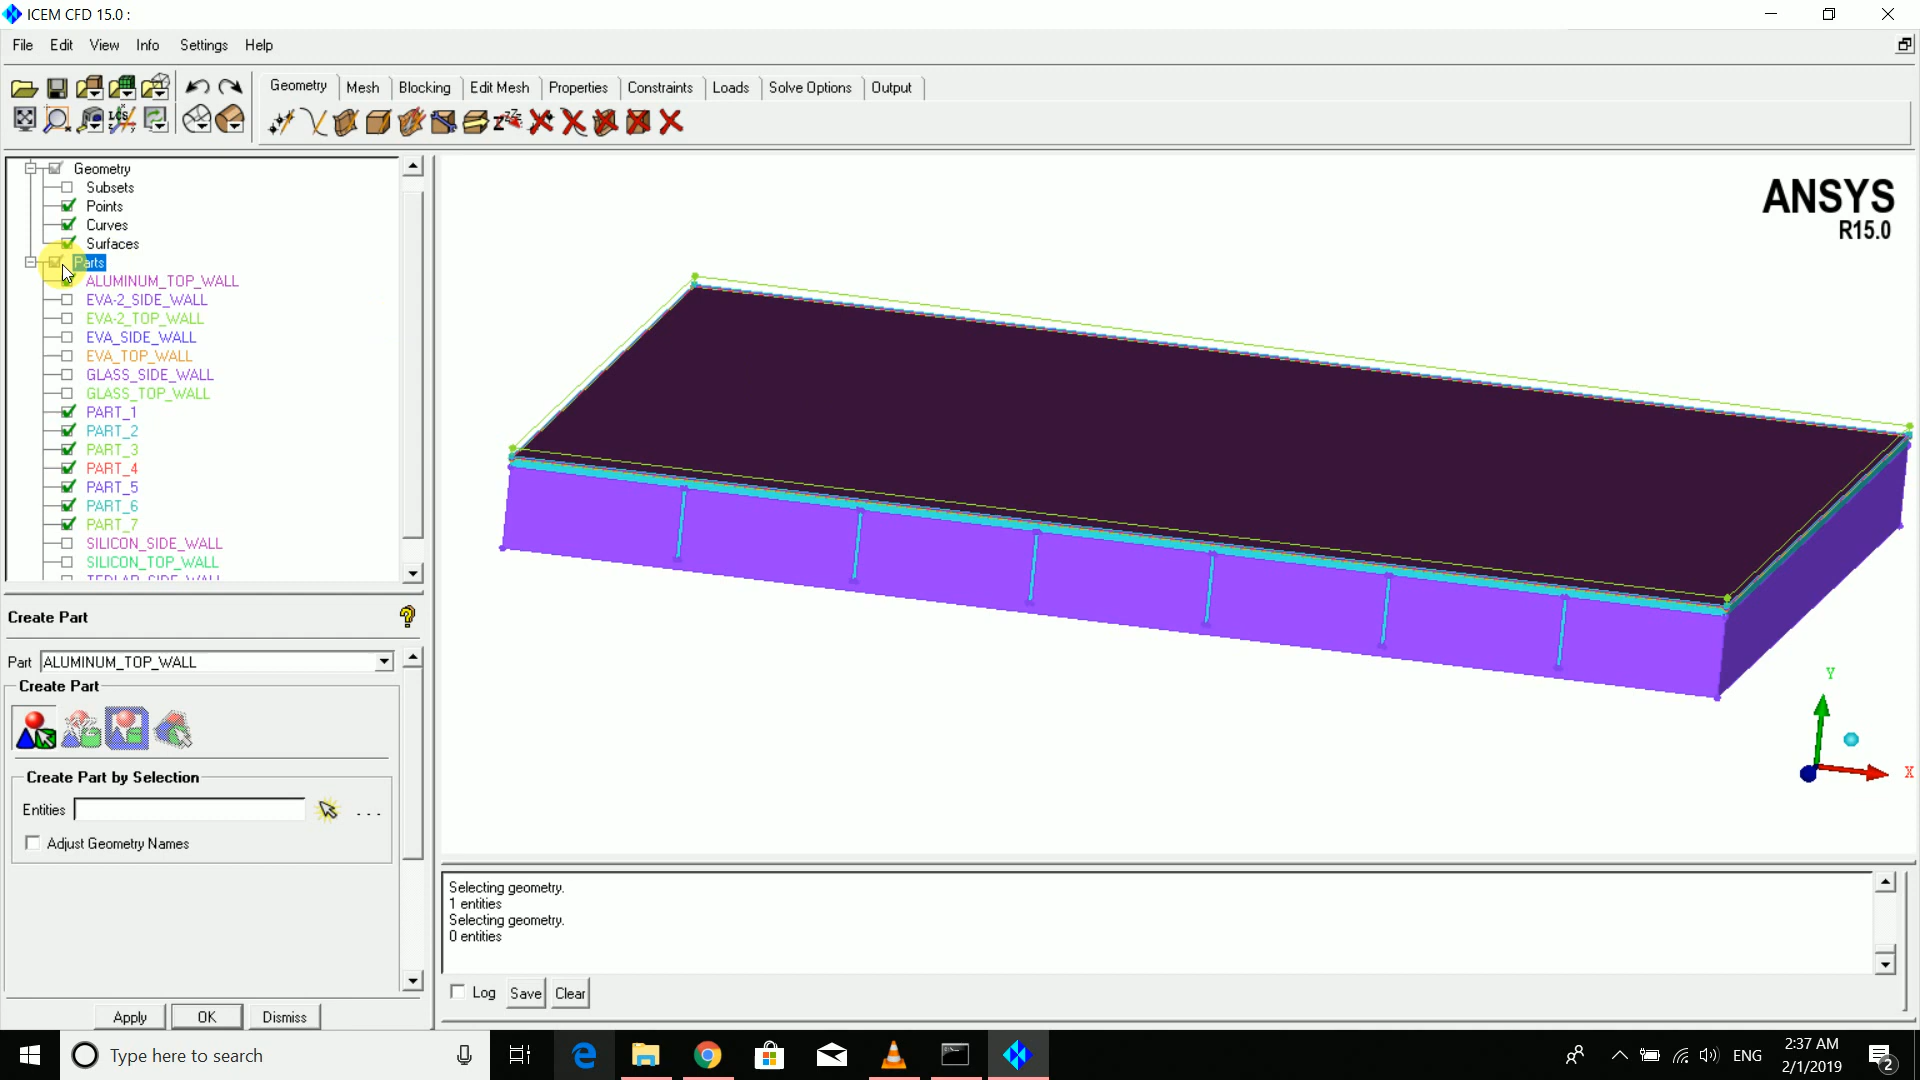 ICEM CFD 15.0 :
File Edit View Info Settings Help
Geometry Mesh Blocking Edit Mesh Properties Constraints Loads Solve Options Output
Geometry
Subsets
Points
Curves
Surfaces
Parts
ALUMINUM_TOP_WALL
EVA-2_SIDE_WALL
EVA-2_TOP_WALL
EVA_SIDE_WALL
EVA_TOP_WALL
GLASS_SIDE_WALL
GLASS_TOP_WALL
PART_1
PART_2
PART_3
PART_4
PART_5
PART_6
PART_7
SILICON_SIDE_WALL
SILICON_TOP_WALL
TEDLAR_SIDE_WALL
ANSYS
R15.0
Y
X
Create Part
Part ALUMINUM_TOP_WALL
Create Part
Create Part by Selection
Entities
. . .
Adjust Geometry Names
Apply OK Dismiss
Selecting geometry.
1 entities
Selecting geometry.
0 entities
Log Save Clear
Type here to search
ENG
2:37 AM
2/1/2019
2